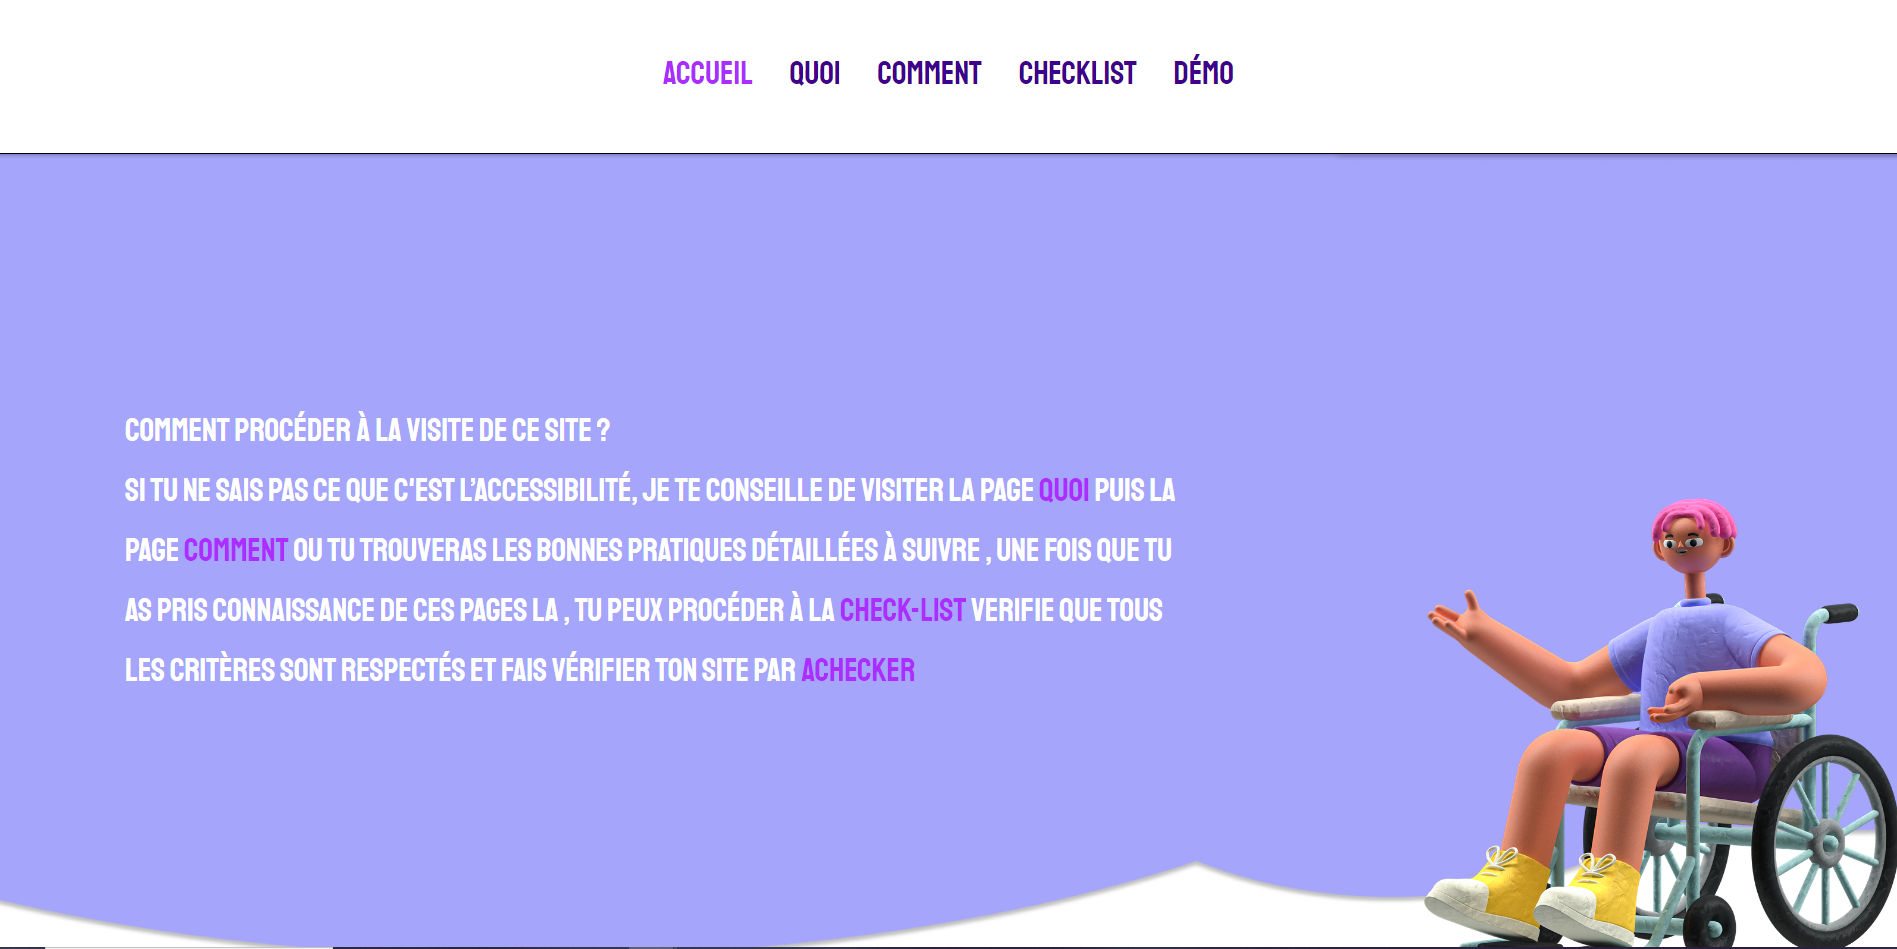 ACCUEIL QUOI COMMENT CHECKLIST DÉMO
COMMENT PROCÉDER À LA VISITE DE CE SITE ?
SI TU NE SAIS PAS CE QUE C'EST L’ACCESSIBILITÉ, JE TE CONSEILLE DE VISITER LA PAGE QUOI PUIS LA
PAGE COMMENT OU TU TROUVERAS LES BONNES PRATIQUES DÉTAILLÉES À SUIVRE , UNE FOIS QUE TU
AS PRIS CONNAISSANCE DE CES PAGES LA , TU PEUX PROCÉDER À LA CHECK-LIST VERIFIE QUE TOUS
LES CRITÈRES SONT RESPECTÉS ET FAIS VÉRIFIER TON SITE PAR ACHECKER